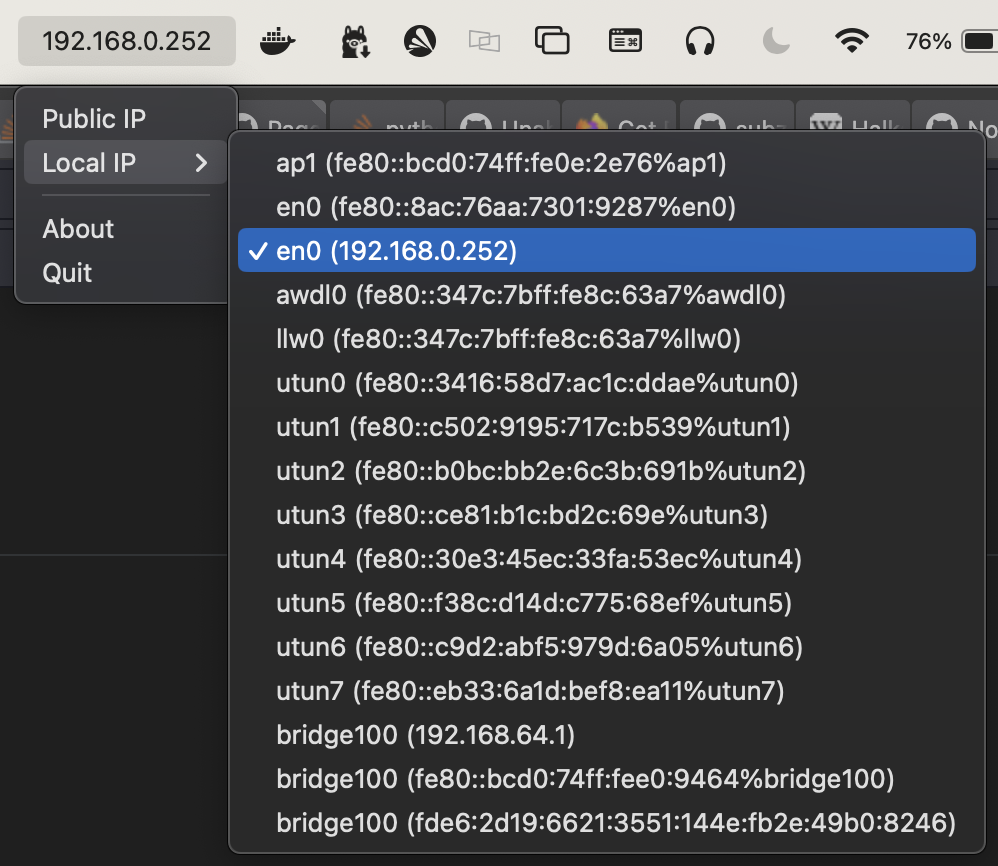 192.168.0.252
76%
Public IP
Local IP
About
Quit
ap1 (fe80::bcd0:74ff:fe0e:2e76%ap1)
en0 (fe80::8ac:76aa:7301:9287%en0)
en0 (192.168.0.252)
awdl0 (fe80::347c:7bff:fe8c:63a7%awdl0)
llw0 (fe80::347c:7bff:fe8c:63a7%llw0)
utun0 (fe80::3416:58d7:ac1c:ddae%utun0)
utun1 (fe80::c502:9195:717c:b539%utun1)
utun2 (fe80::b0bc:bb2e:6c3b:691b%utun2)
utun3 (fe80::ce81:b1c:bd2c:69e%utun3)
utun4 (fe80::30e3:45ec:33fa:53ec%utun4)
utun5 (fe80::f38c:d14d:c775:68ef%utun5)
utun6 (fe80::c9d2:abf5:979d:6a05%utun6)
utun7 (fe80::eb33:6a1d:bef8:ea11%utun7)
bridge100 (192.168.64.1)
bridge100 (fe80::bcd0:74ff:fee0:9464%bridge100)
bridge100 (fde6:2d19:6621:3551:144e:fb2e:49b0:8246)